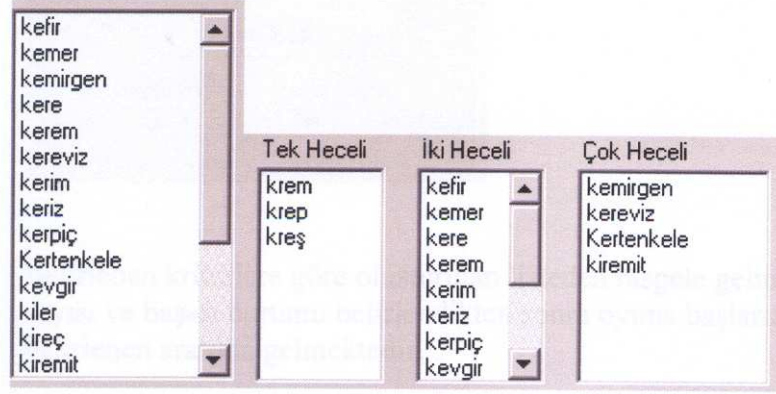 kefir
kemer
kemirgen
kere
kerem
kereviz
kerim
keriz
kerpiç
Kertenkele
kevgir
kiler
kireç
kiremit
Tek Heceli
krem
krep
kreş
İki Heceli
kefir
kemer
kere
kerem
kerim
keriz
kerpiç
kevgir
Çok Heceli
kemirgen
kereviz
Kertenkele
kiremit